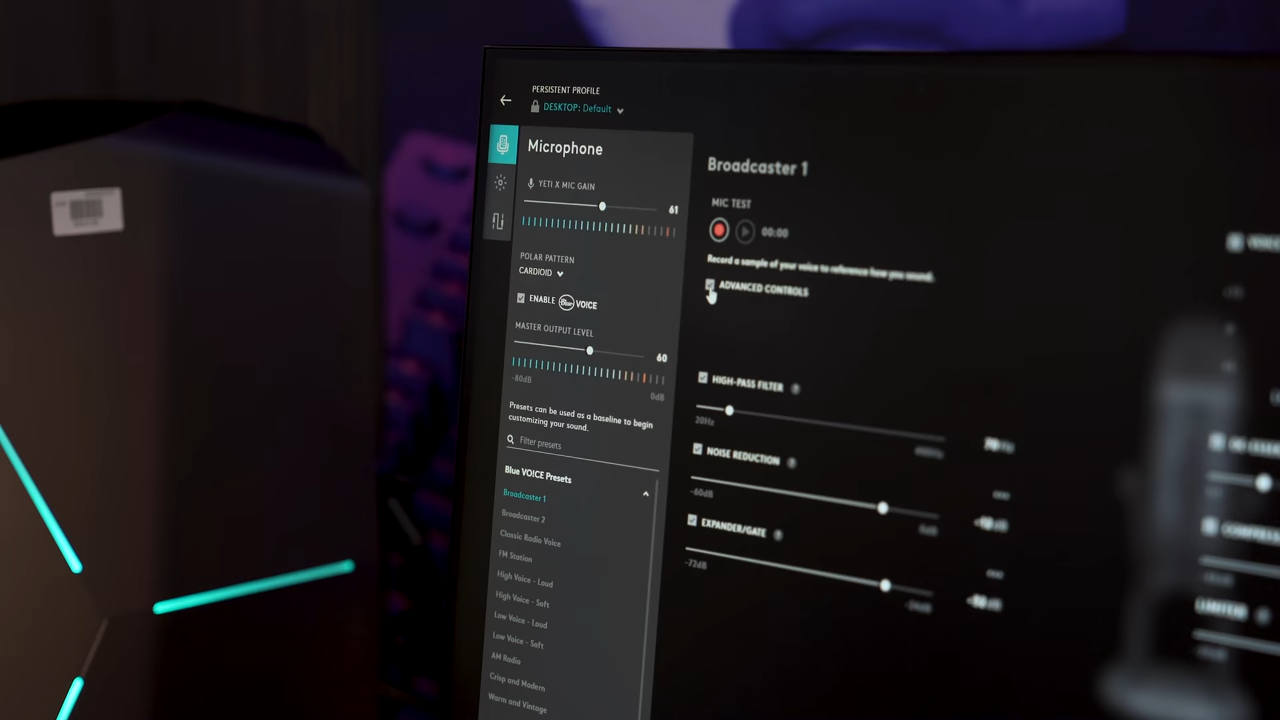 PERSISTENT PROFILE
DESKTOP: Default
Microphone
YETI X MIC GAIN
61
POLAR PATTERN
CARDIOID
ENABLE Blue VOICE
MASTER OUTPUT LEVEL
60
-80dB
0dB
Presets can be used as a baseline to begin
customizing your sound.
Filter presets
Blue VO!CE Presets
Broadcaster 1
Broadcaster 2
Classic Radio Voice
FM Station
High Voice - Loud
High Voice - Soft
Low Voice - Loud
Low Voice - Soft
AM Radio
Crisp and Modern
Warm and Vintage
Broadcaster 1
MIC TEST
00:00
Record a sample of your voice to reference how you sound.
ADVANCED CONTROLS
HIGH-PASS FILTER
20Hz
NOISE REDUCTION
-60dB
EXPANDER/GATE
-72dB
LIMITER